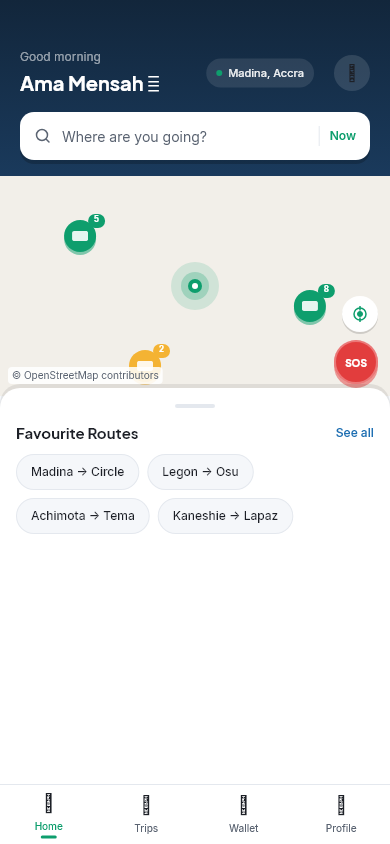 Good morning
Ama Mensah
Madina, Accra
Where are you going?
Now
5
8
2
SOS
© OpenStreetMap contributors
Favourite Routes
See all
Madina → Circle
Legon → Osu
Achimota → Tema
Kaneshie → Lapaz
Home
Trips
Wallet
Profile